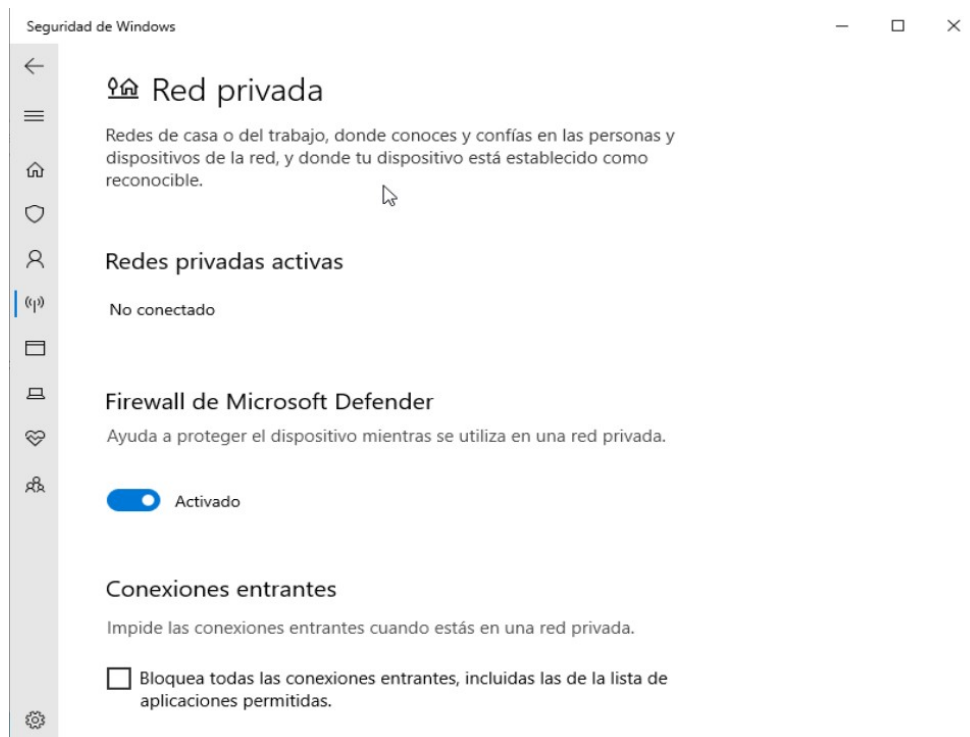 Seguridad de Windows
Red privada
Redes de casa o del trabajo, donde conoces y confías en las personas y
dispositivos de la red, y donde tu dispositivo está establecido como
reconocible.
Redes privadas activas
No conectado
Firewall de Microsoft Defender
Ayuda a proteger el dispositivo mientras se utiliza en una red privada.
Activado
Conexiones entrantes
Impide las conexiones entrantes cuando estás en una red privada.
Bloquea todas las conexiones entrantes, incluidas las de la lista de
aplicaciones permitidas.